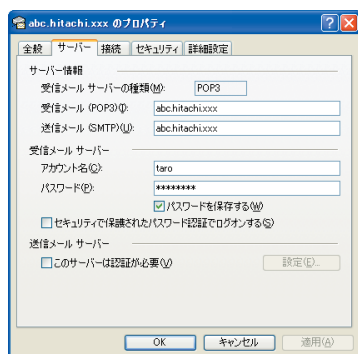 abc.hitachi.xxx のプロパティ
全般 サーバー 接続 セキュリティ 詳細設定
サーバー情報
受信メール サーバーの種類(M): POP3
受信メール (POP3)(I): abc.hitachi.xxx
送信メール (SMTP)(U): abc.hitachi.xxx
受信メール サーバー
アカウント名(C): taro
パスワード(P): ********
パスワードを保存する(W)
セキュリティで保護されたパスワード認証でログオンする(S)
送信メール サーバー
このサーバーは認証が必要(V) 設定(E)...
OK キャンセル 適用(A)